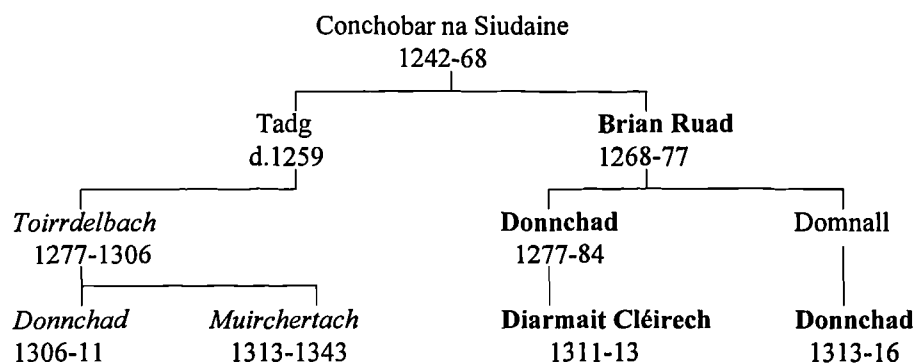 Conchobar na Siudaine
1242-68
Tadg Brian Ruad
d.1259 1268-77
Toirrdelbach Donnchad Domnall
1277-1306 1277-84
Donnchad Muirchertach Diarmait Cléirech Donnchad
1306-11 1313-1343 1311-13 1313-16